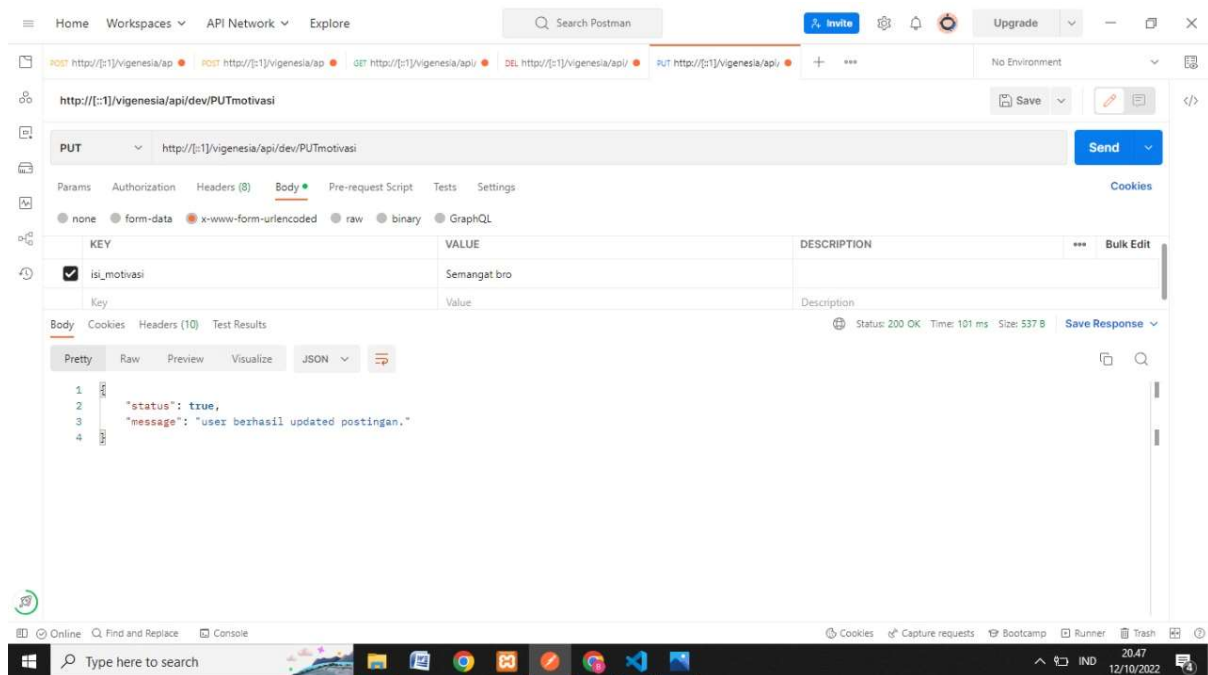 Home Workspaces API Network Explore Search Postman Invite Upgrade
POST http://[::1]/vigenesia/ap POST http://[::1]/vigenesia/ap GET http://[::1]/vigenesia/api/ DEL http://[::1]/vigenesia/api/ PUT http://[::1]/vigenesia/api/ No Environment
http://[::1]/vigenesia/api/dev/PUTmotivasi Save
PUT http://[::1]/vigenesia/api/dev/PUTmotivasi Send
Params Authorization Headers (8) Body Pre-request Script Tests Settings Cookies
none form-data x-www-form-urlencoded raw binary GraphQL
KEY VALUE DESCRIPTION Bulk Edit
isi_motivasi Semangat bro
Key Value Description
Body Cookies Headers (10) Test Results Status: 200 OK Time: 101 ms Size: 537 B Save Response
Pretty Raw Preview Visualize JSON
1 {
2 "status": true,
3 "message": "user berhasil updated postingan."
4 }
Online Find and Replace Console Cookies Capture requests Bootcamp Runner Trash
Type here to search IND 20.47
12/10/2022